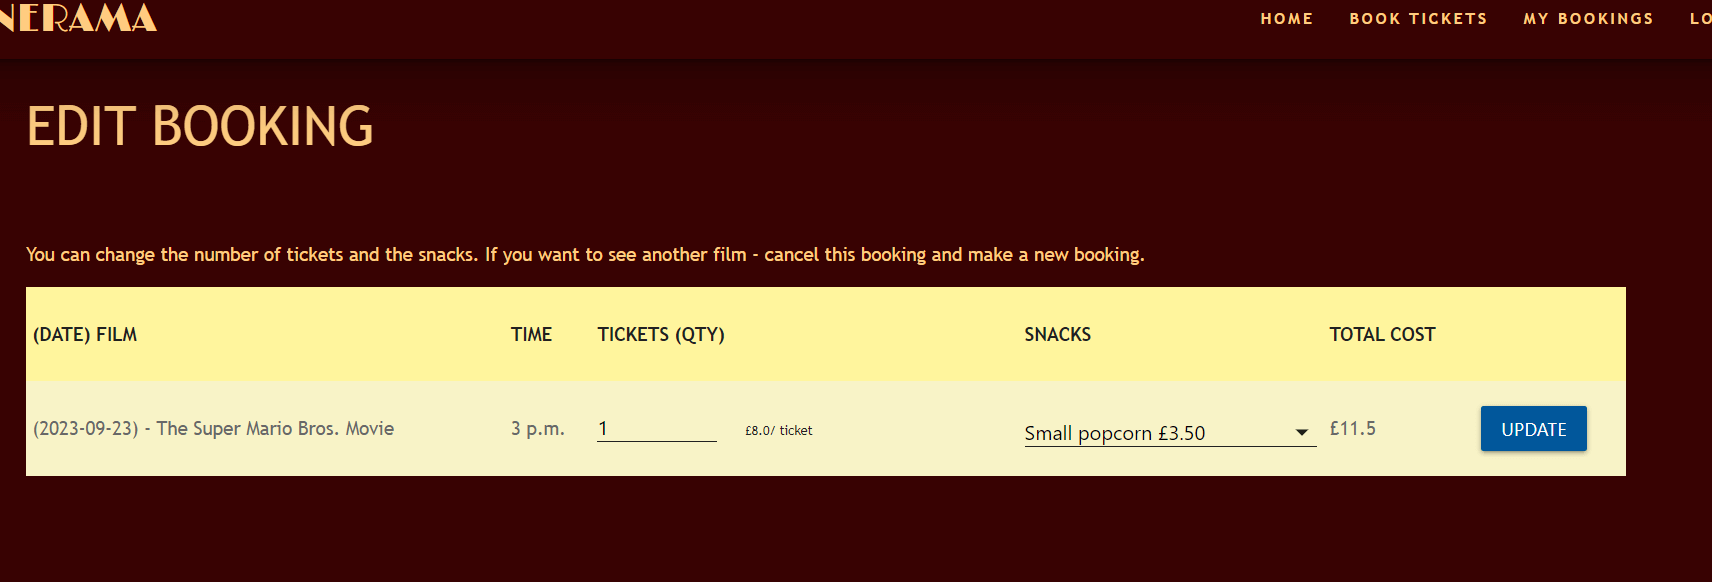 NERAMA
HOME BOOK TICKETS MY BOOKINGS LO
EDIT BOOKING
You can change the number of tickets and the snacks. If you want to see another film - cancel this booking and make a new booking.
(DATE) FILM TIME TICKETS (QTY) SNACKS TOTAL COST
(2023-09-23) - The Super Mario Bros. Movie 3 p.m. 1 £8.0/ ticket Small popcorn £3.50 £11.5 UPDATE